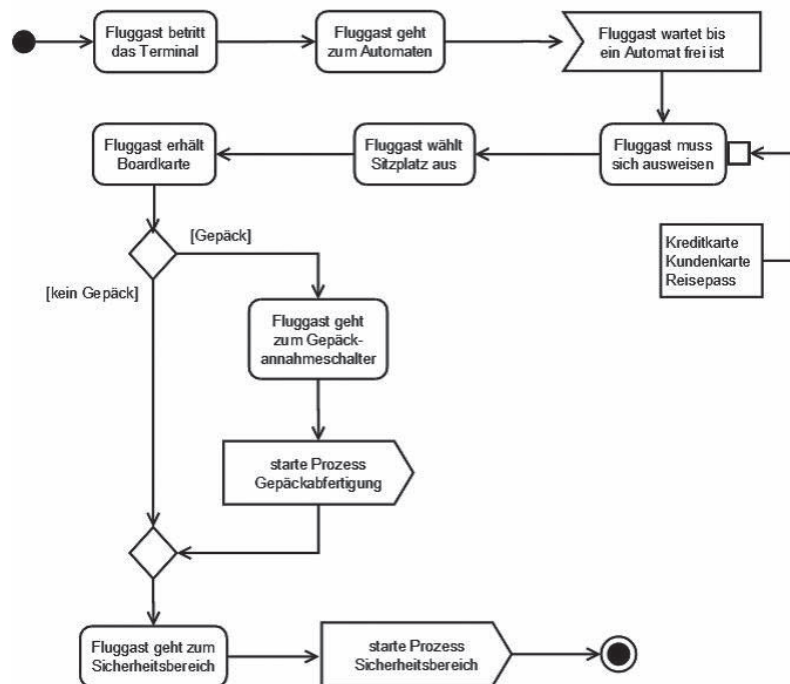 Fluggast betritt
das Terminal
Fluggast geht
zum Automaten
Fluggast wartet bis
ein Automat frei ist
Fluggast erhält
Boardkarte
Fluggast wählt
Sitzplatz aus
Fluggast muss
sich ausweisen
[Gepäck]
Kreditkarte
Kundenkarte
Reisepass
[kein Gepäck]
Fluggast geht
zum Gepäck-
annahmeschalter
starte Prozess
Gepäckabfertigung
Fluggast geht zum
Sicherheitsbereich
starte Prozess
Sicherheitsbereich